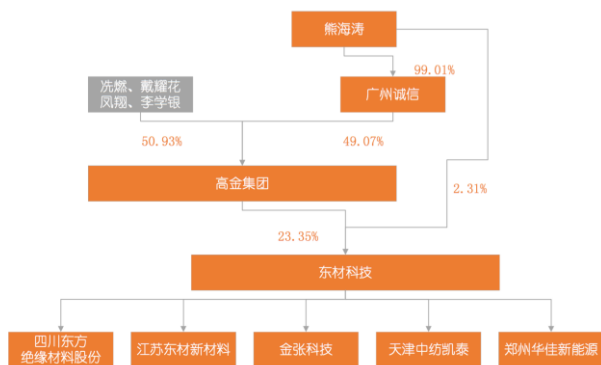 熊海涛
99.01%
冼燃、戴耀花
凤翔、李学银
广州诚信
50.93%
49.07%
高金集团
2.31%
23.35%
东材科技
四川东方
绝缘材料股份
江苏东材新材料
金张科技
天津中纺凯泰
郑州华佳新能源